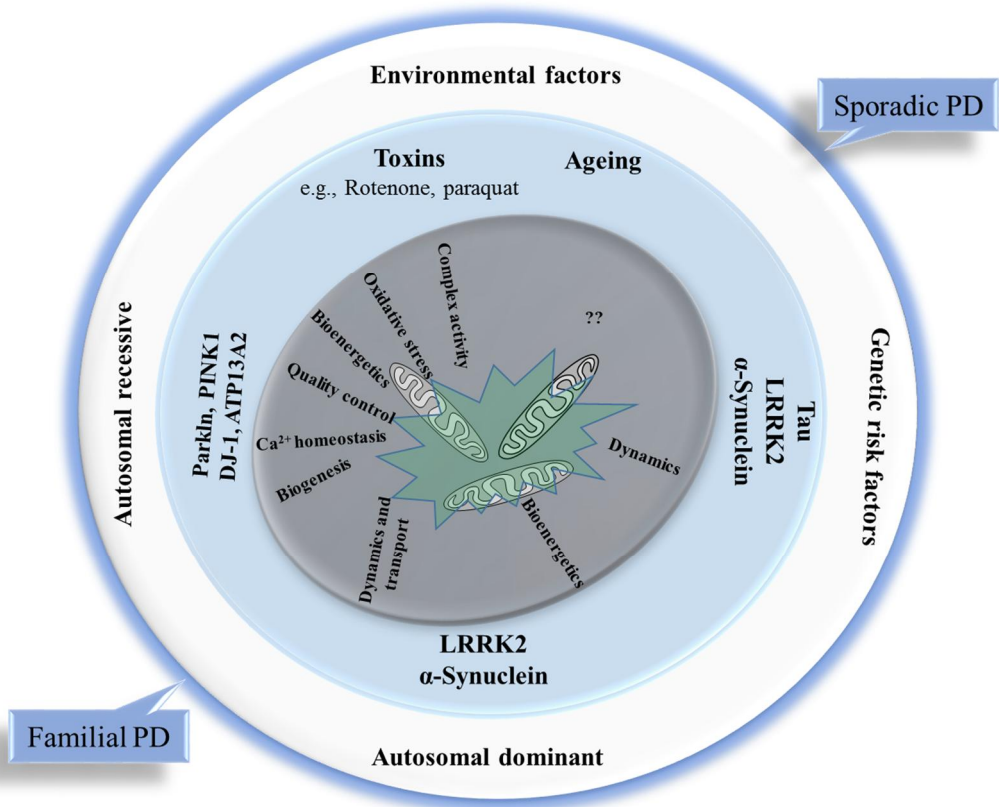 Environmental factors
Sporadic PD
Toxins
e.g., Rotenone, paraquat
Ageing
Complex activity
Oxidative stress
Bioenergetics
Quality control
Ca²⁺ homeostasis
Biogenesis
Dynamics and
transport
??
Dynamics
Bioenergetics
Autosomal recessive
ParkIn, PINK1
DJ-1, ATP13A2
Tau
LRRK2
α-Synuclein
Genetic risk factors
LRRK2
α-Synuclein
Familial PD
Autosomal dominant